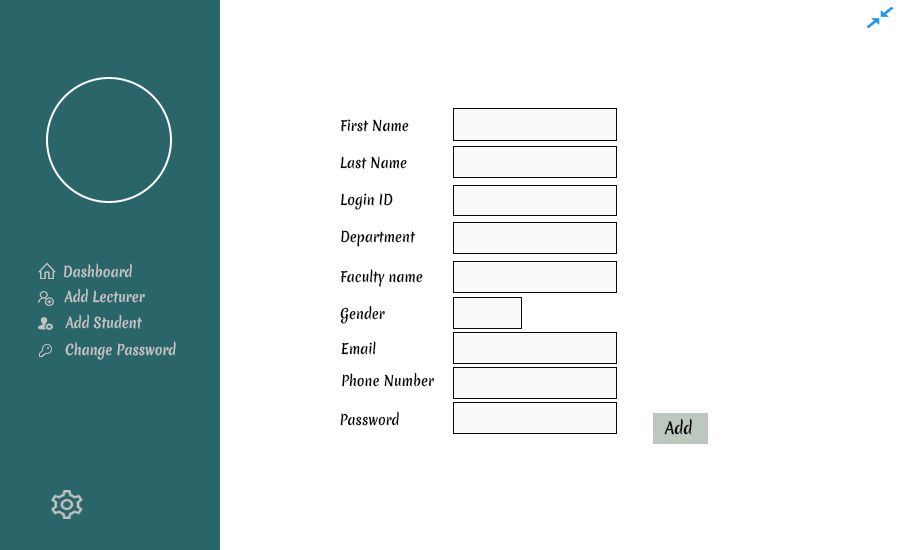 Dashboard
Add Lecturer
Add Student
Change Password
First Name
Last Name
Login ID
Department
Faculty name
Gender
Email
Phone Number
Password
Add